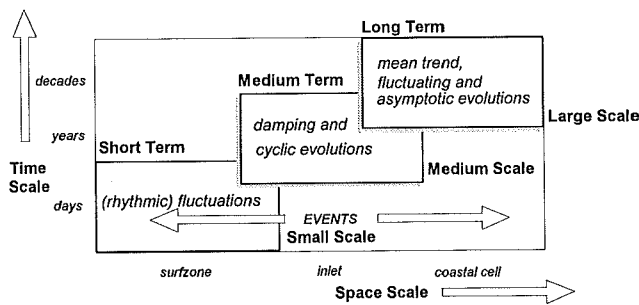 Long Term
decades
mean trend,
fluctuating and
asymptotic evolutions
Medium Term
Large Scale
years
damping and
cyclic evolutions
Short Term
Time
Scale
Medium Scale
days
(rhythmic) fluctuations
EVENTS
Small Scale
surfzone
inlet
coastal cell
Space Scale